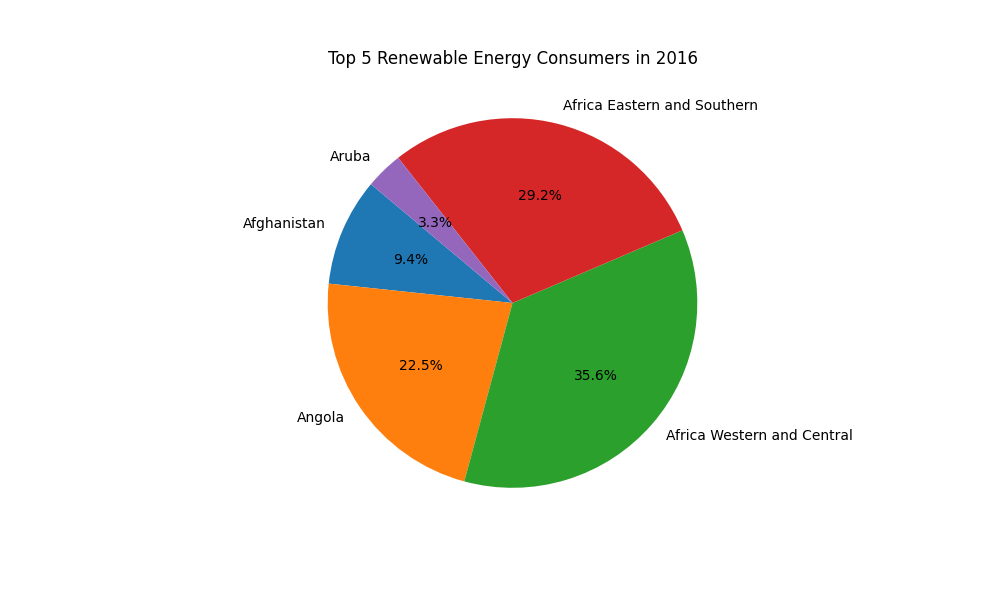 Top 5 Renewable Energy Consumers in 2016
Africa Eastern and Southern
Aruba
29.2%
3.3%
Afghanistan
9.4%
22.5%
35.6%
Angola
Africa Western and Central